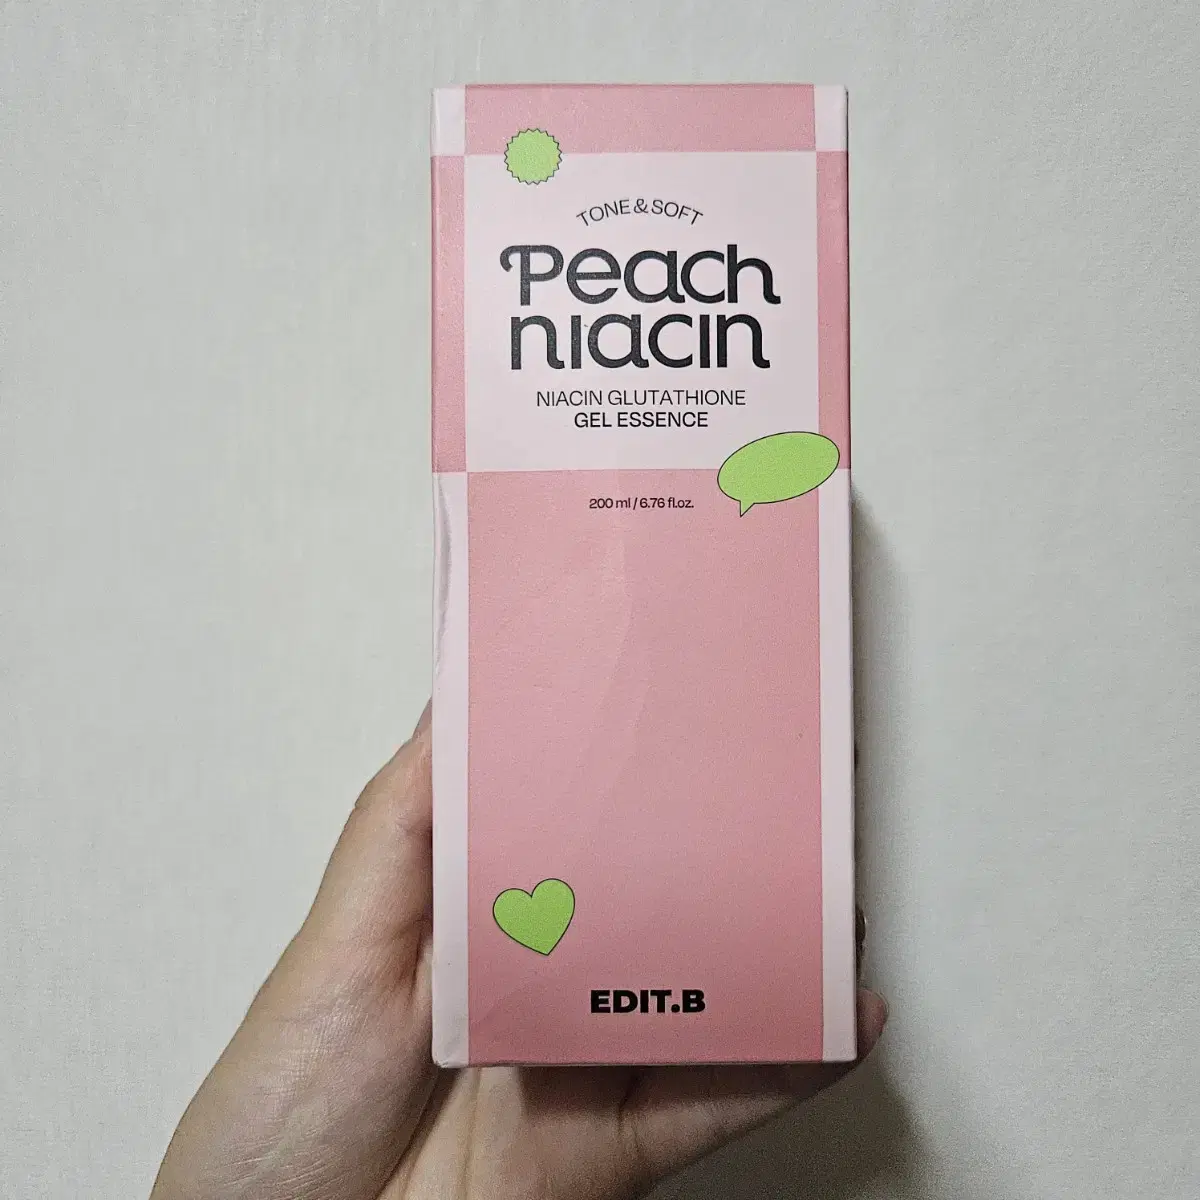 TONE&SOFT
Peach
niacin
NIACIN GLUTATHIONE
GEL ESSENCE
200 ml / 6.76 fl.oz.
EDIT.B